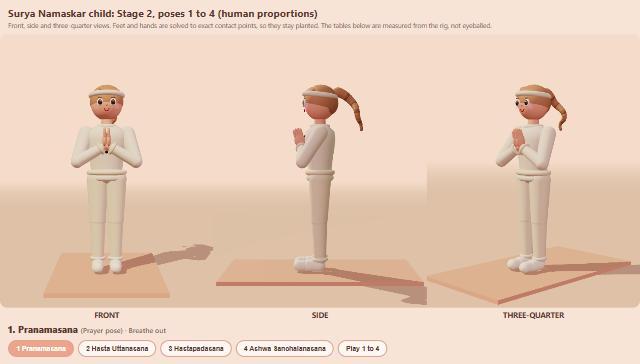 Surya Namaskar child: Stage 2, poses 1 to 4 (human proportions)
Front, side and three-quarter views. Feet and hands are solved to exact contact points, so they stay planted. The tables below are measured from the rig, not eyeballed.
FRONT
SIDE
THREE-QUARTER
1. Pranamasana (Prayer pose) · Breathe out
1 Pranamasana
2 Hasta Uttanasana
3 Hastapadasana
4 Ashwa Sanchalanasana
Play 1 to 4